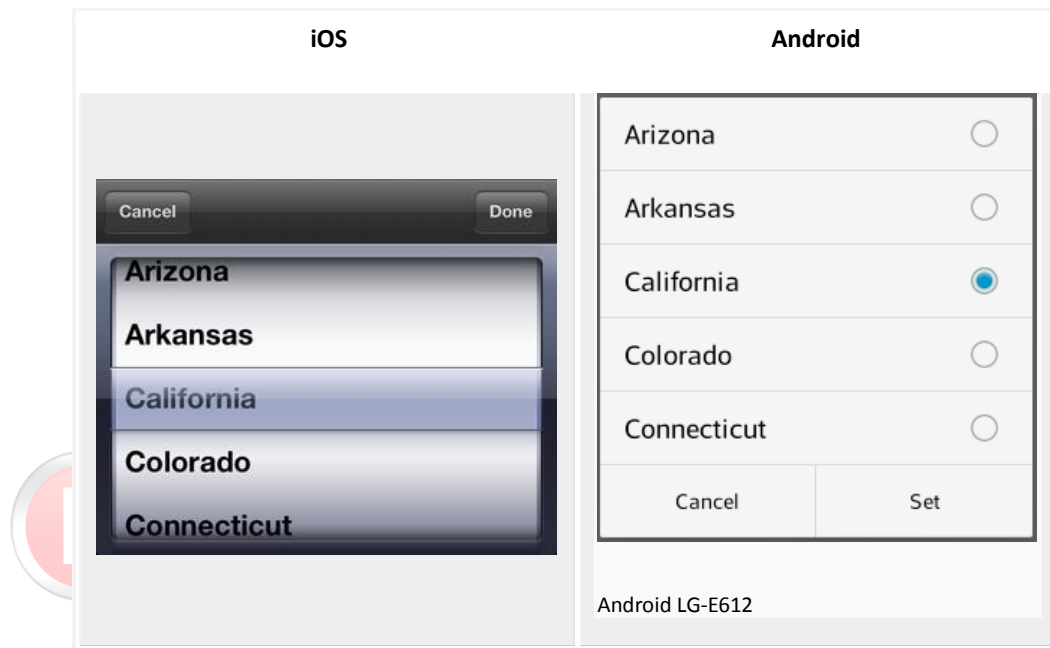 iOS
Android
Cancel
Done
Arizona
Arkansas
California
Colorado
Connecticut
Arizona
Arkansas
California
Colorado
Connecticut
Cancel
Set
Android LG-E612